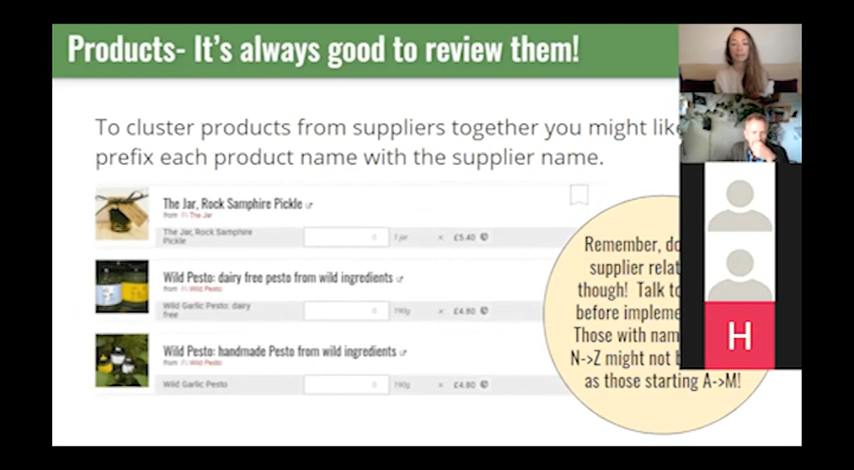 Products- It's always good to review them!
To cluster products from suppliers together you might like
prefix each product name with the supplier name.
The Jar, Rock Samphire Pickle
from The Jar
The Jar, Rock Samphire
Pickle
0 1 jar × £5.40
Wild Pesto: dairy free pesto from wild ingredients
from Wild Pesto
Wild Garlic Pesto: dairy
free
0 190g × £4.80
Wild Pesto: handmade Pesto from wild ingredients
from Wild Pesto
Wild Garlic Pesto
0 190g × £4.80
Remember, do
supplier relat
though! Talk to
before impleme
Those with nam
N->Z might not b
as those starting A->M!
H